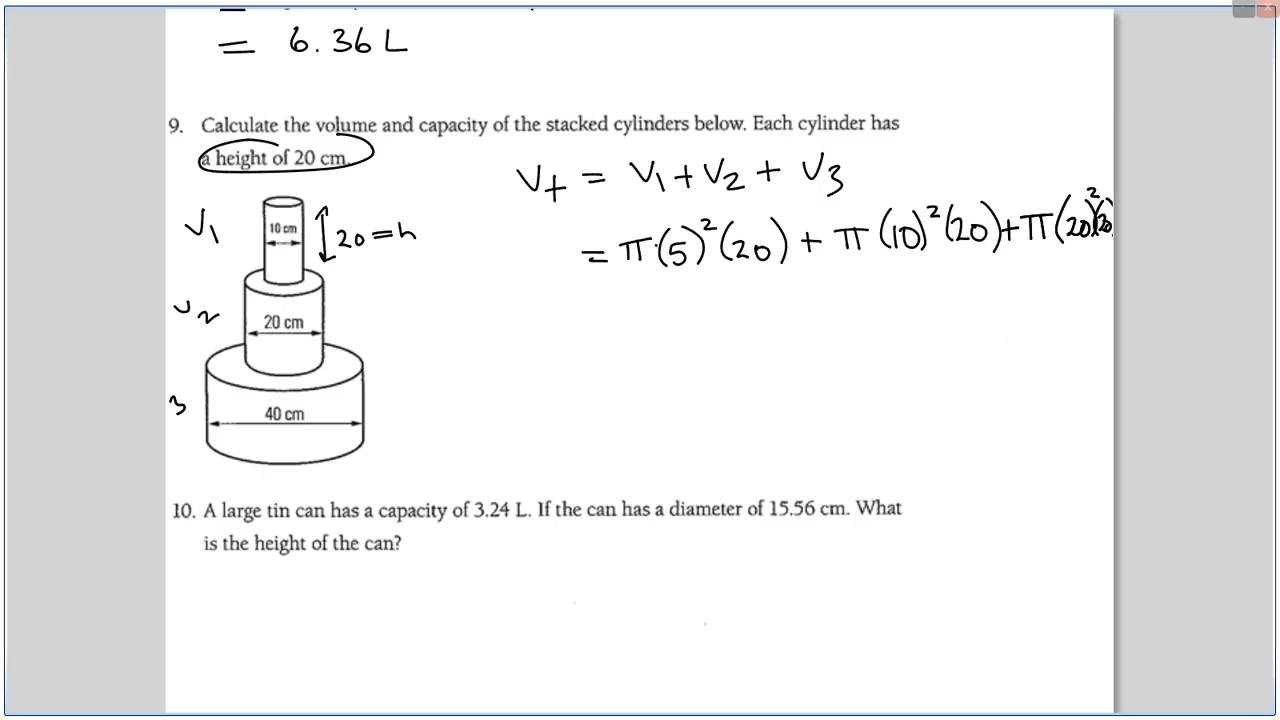 = 6.36 L
9. Calculate the volume and capacity of the stacked cylinders below. Each cylinder has
a height of 20 cm.
V_t = V_1 + V_2 + V_3
= π·(5)²(20) + π(10)²(20) + π(20)²(20)
V_1
10 cm
20 = h
V_2
20 cm
3
40 cm
10. A large tin can has a capacity of 3.24 L. If the can has a diameter of 15.56 cm. What
is the height of the can?